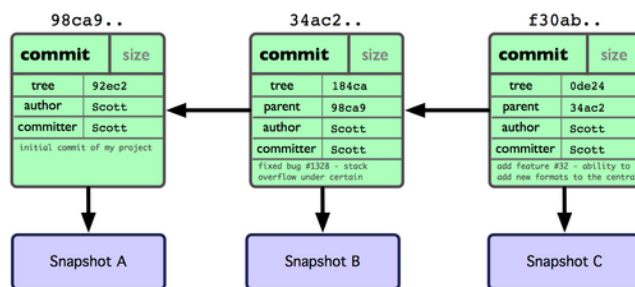 98ca9..
commit size
tree 92ec2
author Scott
committer Scott
initial commit of my project
Snapshot A
34ac2..
commit size
tree 184ca
parent 98ca9
author Scott
committer Scott
fixed bug #1328 - stack
overflow under certain
Snapshot B
f30ab..
commit size
tree 0de24
parent 34ac2
author Scott
committer Scott
add feature #32 - ability to
add new formats to the centra
Snapshot C